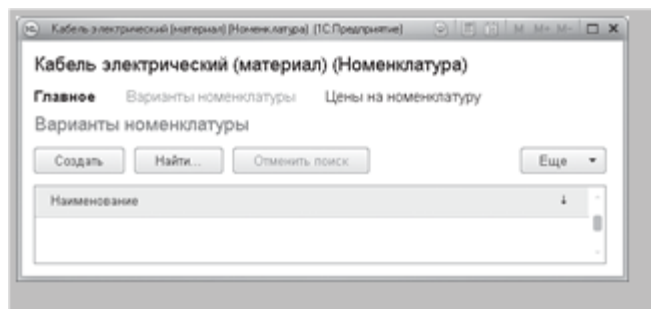 Кабель электрический (материал) (Номенклатура) (1С:Предприятие) M M+ M-
Кабель электрический (материал) (Номенклатура)
Главное Варианты номенклатуры Цены на номенклатуру
Варианты номенклатуры
Создать Найти... Отменить поиск Еще
Наименование